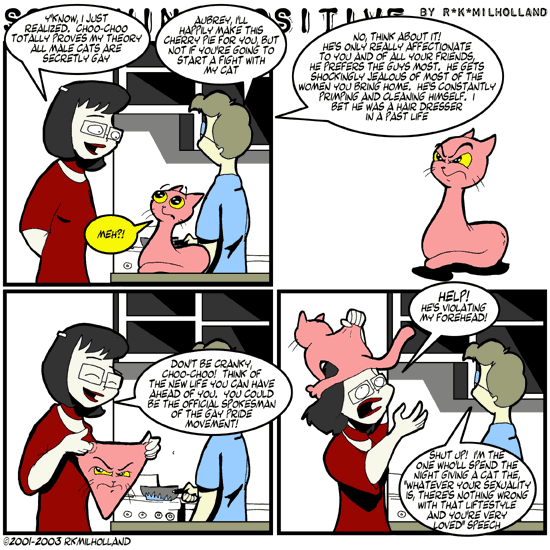 BY R*K*MILHOLLAND
Y'KNOW, I JUST
REALIZED. CHOO-CHOO
TOTALLY PROVES MY THEORY
ALL MALE CATS ARE
SECRETLY GAY
AUBREY, I'LL
HAPPILY MAKE THIS
CHERRY PIE FOR YOU, BUT
NOT IF YOU'RE GOING TO
START A FIGHT WITH
MY CAT
MEH?!
NO, THINK ABOUT IT!
HE'S ONLY REALLY AFFECTIONATE
TO YOU AND OF ALL YOUR FRIENDS,
HE PREFERS THE GUYS MOST. HE GETS
SHOCKINGLY JEALOUS OF MOST OF THE
WOMEN YOU BRING HOME. HE'S CONSTANTLY
PRIMPING AND CLEANING HIMSELF. I
BET HE WAS A HAIR DRESSER
IN A PAST LIFE
DON'T BE CRANKY,
CHOO-CHOO! THINK OF
THE NEW LIFE YOU CAN HAVE
AHEAD OF YOU. YOU COULD
BE THE OFFICIAL SPOKESMAN
OF THE GAY PRIDE
MOVEMENT!
HELP!
HE'S VIOLATING
MY FOREHEAD!
SHUT UP! I'M THE
ONE WHO'LL SPEND THE
NIGHT GIVING A CAT THE,
"WHATEVER YOUR SEXUALITY
IS, THERE'S NOTHING WRONG
WITH THAT LIFESTYLE
AND YOU'RE VERY
LOVED" SPEECH
©2001-2003 RKMILHOLLAND